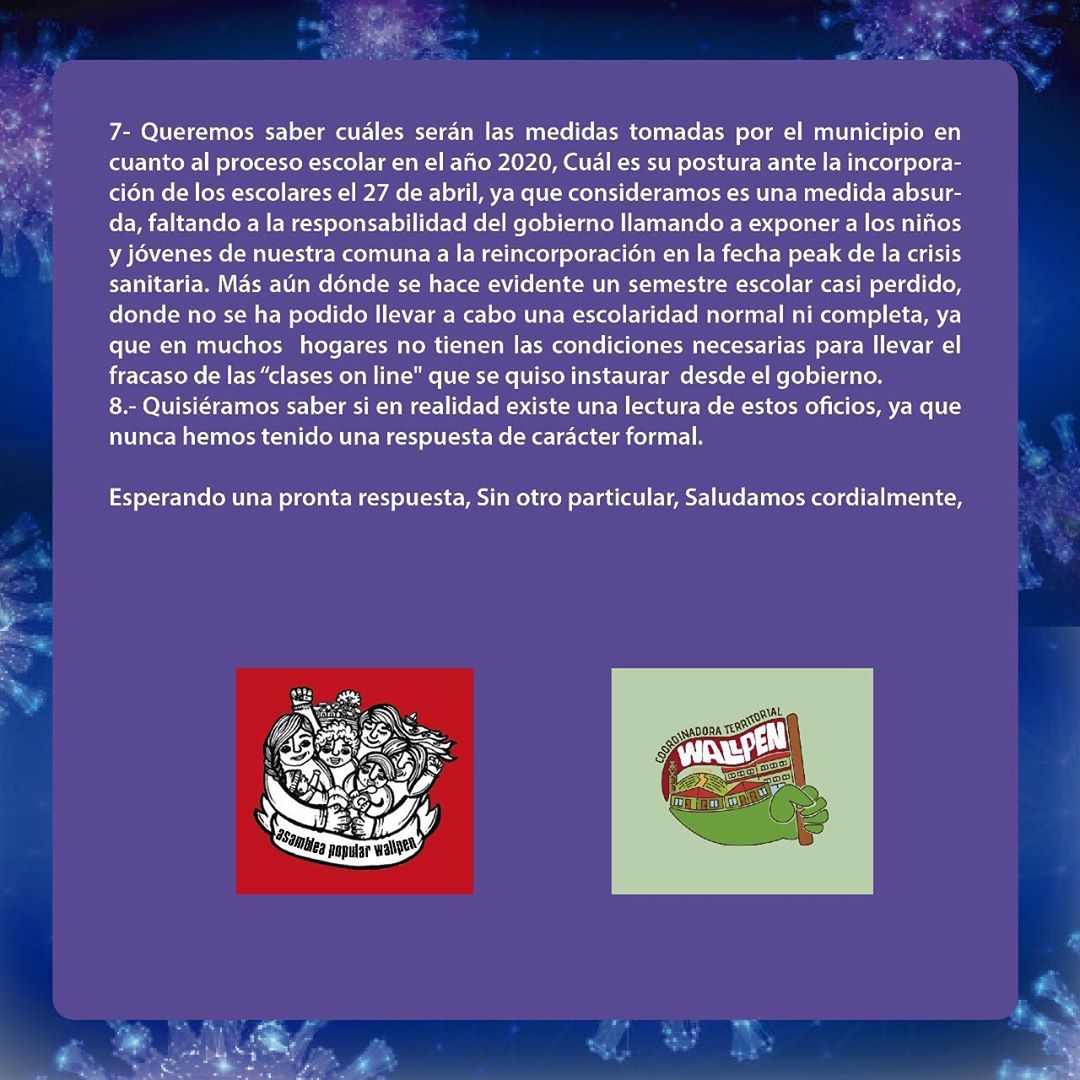 7- Queremos saber cuáles serán las medidas tomadas por el municipio en
cuanto al proceso escolar en el año 2020, Cuál es su postura ante la incorpora-
ción de los escolares el 27 de abril, ya que consideramos es una medida absur-
da, faltando a la responsabilidad del gobierno llamando a exponer a los niños
y jóvenes de nuestra comuna a la reincorporación en la fecha peak de la crisis
sanitaria. Más aún dónde se hace evidente un semestre escolar casi perdido,
donde no se ha podido llevar a cabo una escolaridad normal ni completa, ya
que en muchos  hogares no tienen las condiciones necesarias para llevar el
fracaso de las “clases on line" que se quiso instaurar  desde el gobierno.
8.- Quisiéramos saber si en realidad existe una lectura de estos oficios, ya que
nunca hemos tenido una respuesta de carácter formal.

Esperando una pronta respuesta, Sin otro particular, Saludamos cordialmente,

asamblea popular wallpen
COORDINADORA TERRITORIAL
WALLPEN